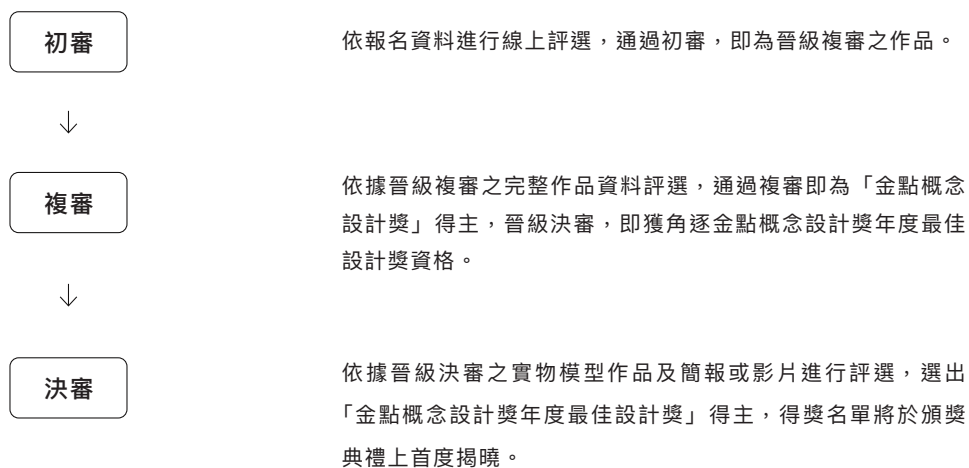 初審
依報名資料進行線上評選，通過初審，即為晉級複審之作品。
複審
依據晉級複審之完整作品資料評選，通過複審即為「金點概念
設計獎」得主，晉級決審，即獲角逐金點概念設計獎年度最佳
設計獎資格。
決審
依據晉級決審之實物模型作品及簡報或影片進行評選，選出
「金點概念設計獎年度最佳設計獎」得主，得獎名單將於頒獎
典禮上首度揭曉。